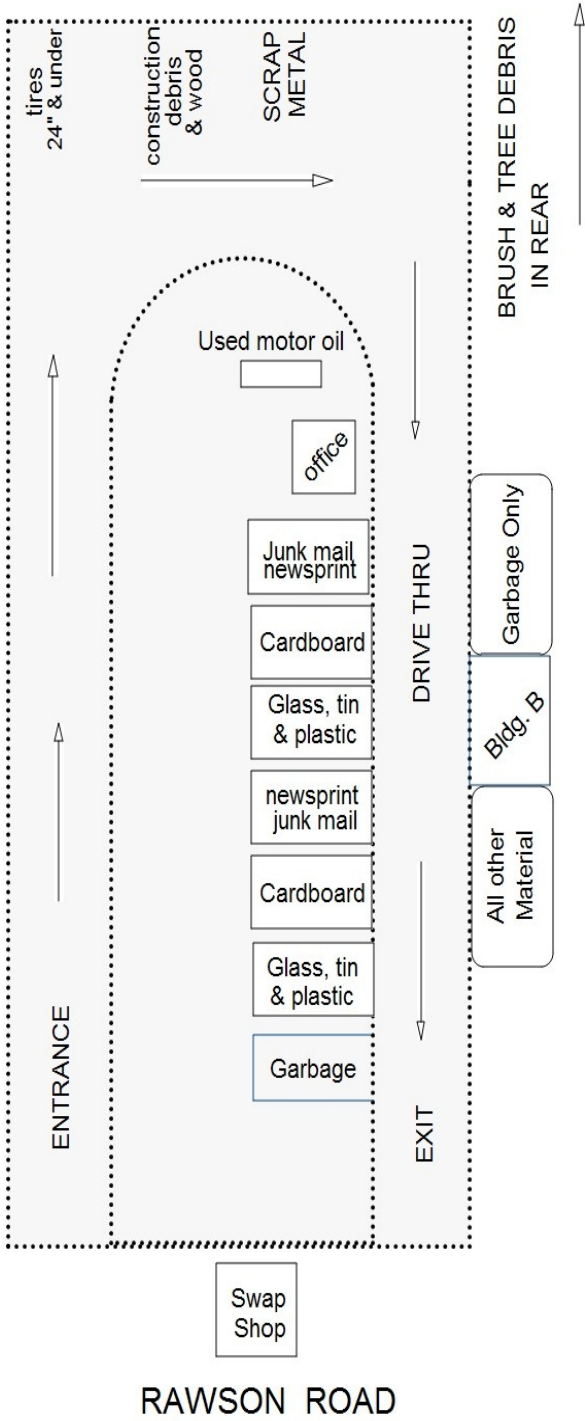 tires
24" & under
construction
debris
& wood
SCRAP
METAL
BRUSH & TREE DEBRIS
IN REAR
Used motor oil
office
Junk mail
newsprint
Cardboard
Glass, tin
& plastic
newsprint
junk mail
Cardboard
Glass, tin
& plastic
Garbage
DRIVE THRU
Garbage Only
Bldg. B
All other
Material
ENTRANCE
EXIT
Swap
Shop
RAWSON ROAD